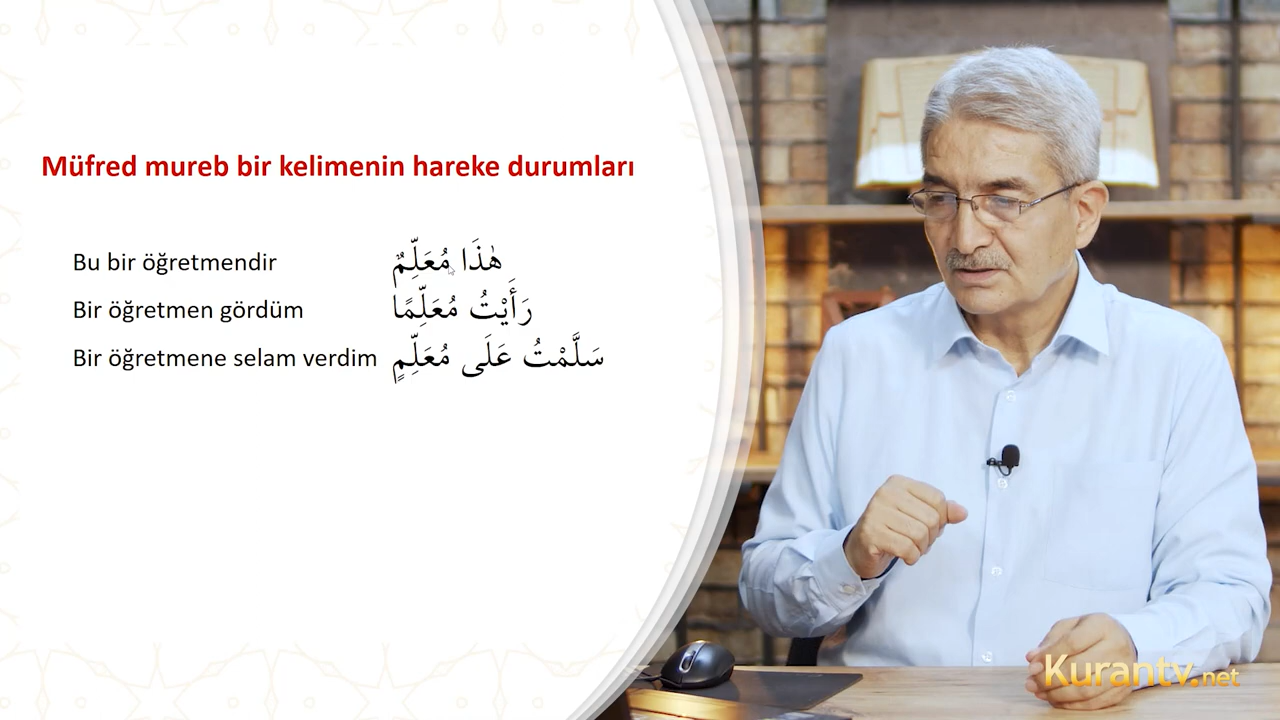 Müfred mureb bir kelimenin hareke durumları
Bu bir öğretmendir هٰذَا مُعَلِّمٌ
Bir öğretmen gördüm رَأَيْتُ مُعَلِّمًا
Bir öğretmene selam verdim سَلَّمْتُ عَلَى مُعَلِّمٍ
Kurantv.net